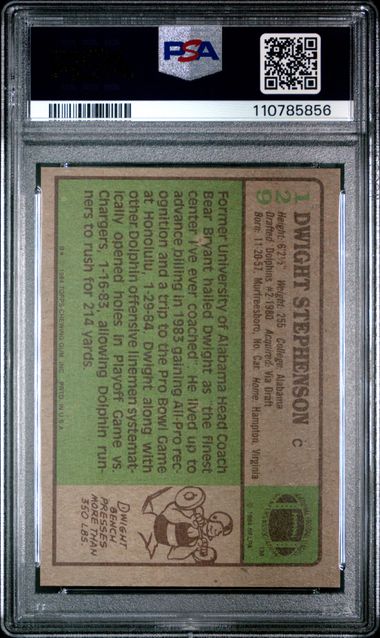 PSA
110785856
129
DWIGHT STEPHENSON C
Height: 6'2½" Weight: 255 College: Alabama
Drafted: Dolphins #2-1980 Acquired: Via Draft
Born: 11-20-57, Murfreesboro, No. Car. Home: Hampton, Virginia
Former University of Alabama Head Coach
Bear Bryant hailed Dwight as "the finest
center I've ever coached". He lived up to
advance billing in 1983 gaining All-Pro rec-
ognition and a trip to the Pro Bowl Game
at Honolulu, 1-29-84. Dwight along with
other Dolphin offensive linemen systemat-
ically opened holes in Playoff Game vs.
Chargers, 1-16-83, allowing Dolphin run-
ners to rush for 214 yards.
© 1984 NFLPA
DWIGHT
BENCH
PRESSES
MORE THAN
350 LBS.
B* © 1984 TOPPS CHEWING GUM, INC. PRTD. IN U.S.A.